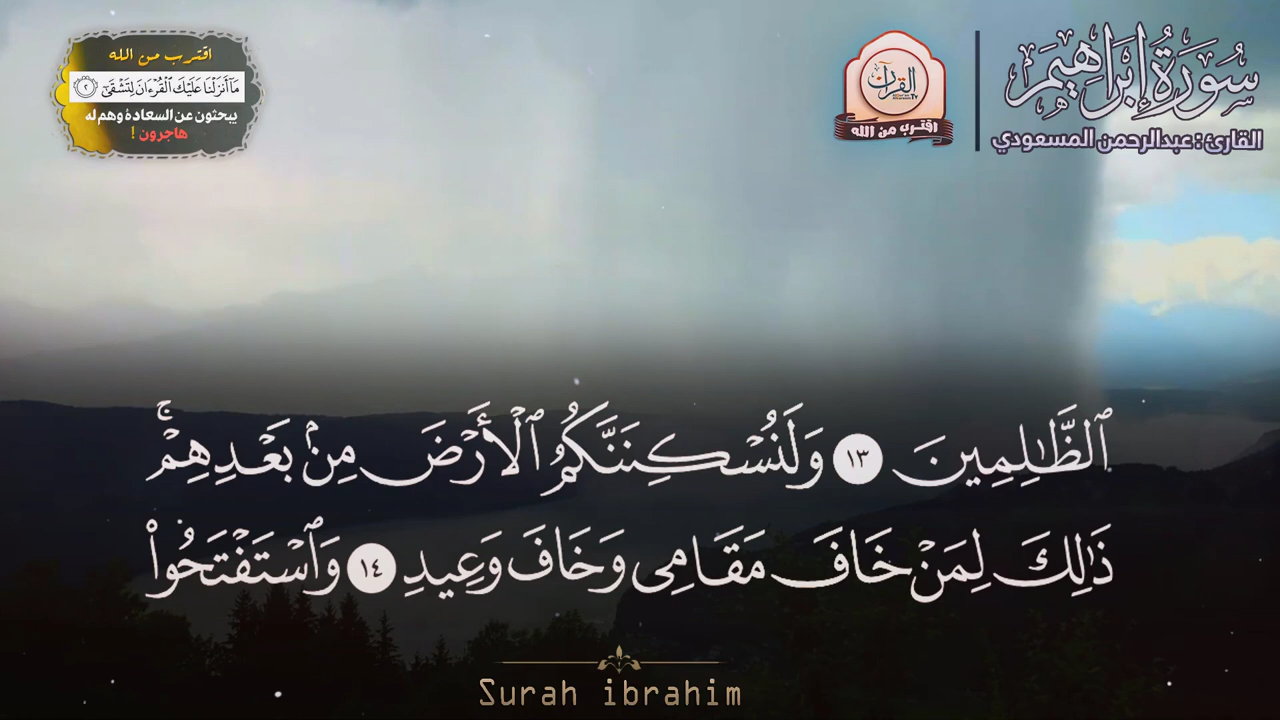 اقترب من الله
مَآ أَنزَلْنَا عَلَيْكَ ٱلْقُرْءَانَ لِتَشْقَىٰٓ ٢
يبحثون عن السعادة وهم له
هاجرون !
القرآن
Tv
اقترب من الله
سُورَةُ إِبْرَاهِيم
القارئ : عبدالرحمن المسعودي
ٱلظَّٰلِمِينَ ١٣ وَلَنُسْكِنَنَّكُمُ ٱلْأَرْضَ مِنۢ بَعْدِهِمْۚ
ذَٰلِكَ لِمَنْ خَافَ مَقَامِى وَخَافَ وَعِيدِ ١٤ وَٱسْتَفْتَحُوا۟
Surah ibrahim